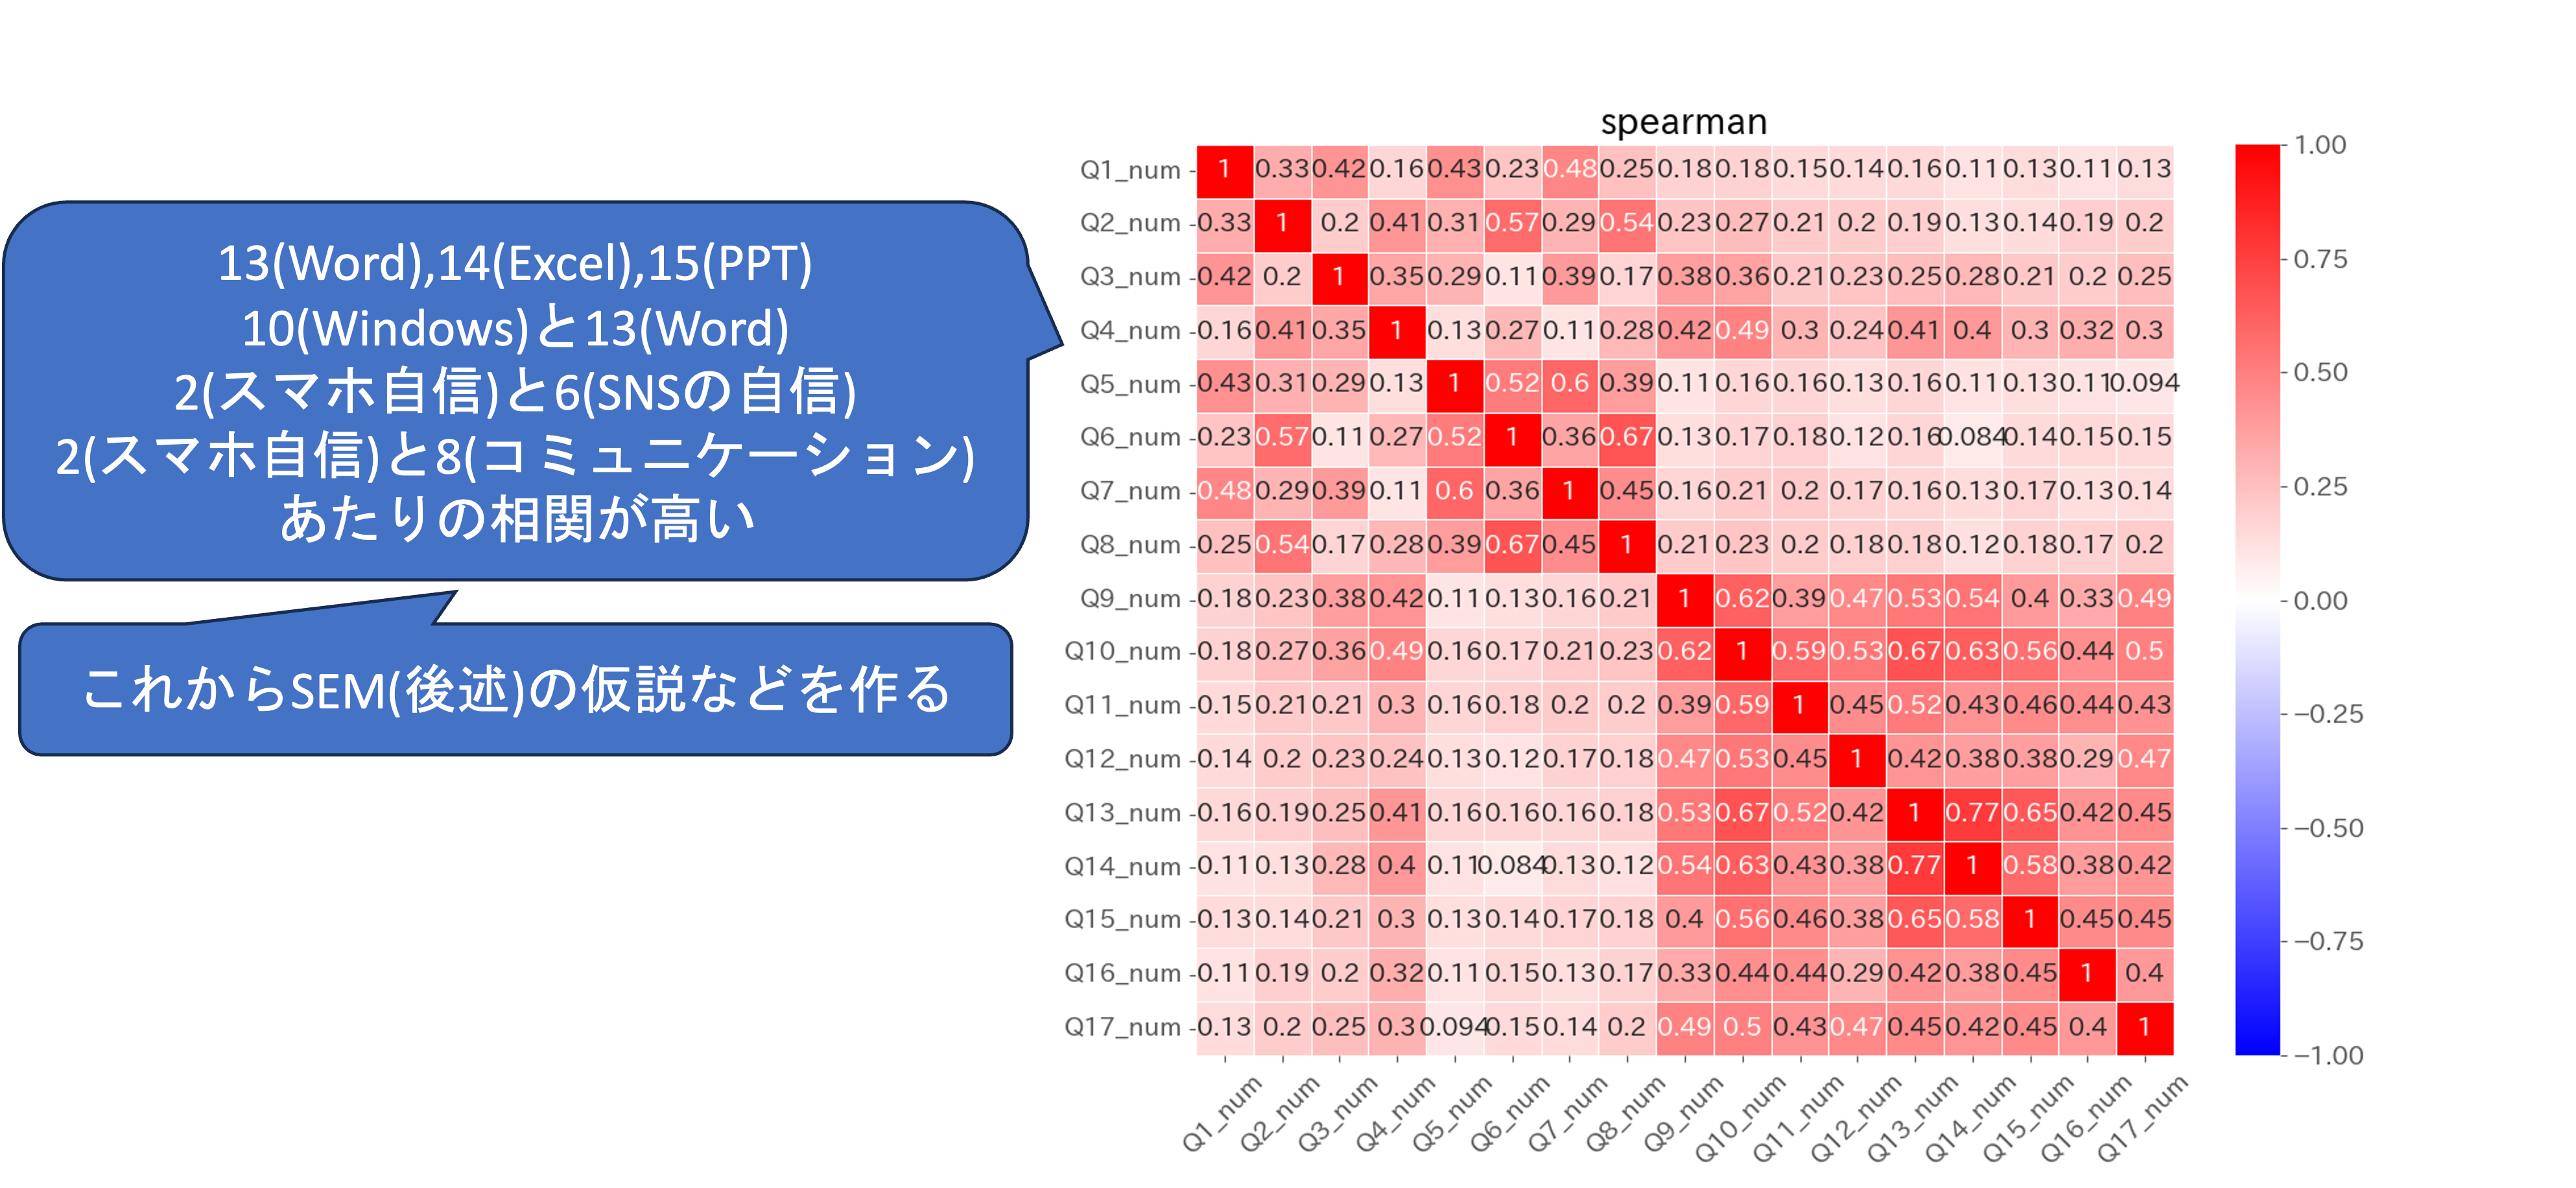 13(Word),14(Excel),15(PPT)
10(Windows)と13(Word)
2(スマホ自信)と6(SNSの自信)
2(スマホ自信)と8(コミュニケーション)
あたりの相関が高い
これからSEM(後述)の仮説などを作る
spearman
Q1_num 1 0.33 0.42 0.16 0.43 0.23 0.48 0.25 0.18 0.18 0.15 0.14 0.16 0.11 0.13 0.11 0.13
Q2_num 0.33 1 0.2 0.41 0.31 0.57 0.29 0.54 0.23 0.27 0.21 0.2 0.19 0.13 0.14 0.19 0.2
Q3_num 0.42 0.2 1 0.35 0.29 0.11 0.39 0.17 0.38 0.36 0.21 0.23 0.25 0.28 0.21 0.2 0.25
Q4_num 0.16 0.41 0.35 1 0.13 0.27 0.11 0.28 0.42 0.49 0.3 0.24 0.41 0.4 0.3 0.32 0.3
Q5_num 0.43 0.31 0.29 0.13 1 0.52 0.6 0.39 0.11 0.16 0.16 0.13 0.16 0.11 0.13 0.11 0.094
Q6_num 0.23 0.57 0.11 0.27 0.52 1 0.36 0.67 0.13 0.17 0.18 0.12 0.16 0.084 0.14 0.15 0.15
Q7_num 0.48 0.29 0.39 0.11 0.6 0.36 1 0.45 0.16 0.21 0.2 0.17 0.16 0.13 0.17 0.13 0.14
Q8_num 0.25 0.54 0.17 0.28 0.39 0.67 0.45 1 0.21 0.23 0.2 0.18 0.18 0.12 0.18 0.17 0.2
Q9_num 0.18 0.23 0.38 0.42 0.11 0.13 0.16 0.21 1 0.62 0.39 0.47 0.53 0.54 0.4 0.33 0.49
Q10_num 0.18 0.27 0.36 0.49 0.16 0.17 0.21 0.23 0.62 1 0.59 0.53 0.67 0.63 0.56 0.44 0.5
Q11_num 0.15 0.21 0.21 0.3 0.16 0.18 0.2 0.2 0.39 0.59 1 0.45 0.52 0.43 0.46 0.44 0.43
Q12_num 0.14 0.2 0.23 0.24 0.13 0.12 0.17 0.18 0.47 0.53 0.45 1 0.42 0.38 0.38 0.29 0.47
Q13_num 0.16 0.19 0.25 0.41 0.16 0.16 0.16 0.18 0.53 0.67 0.52 0.42 1 0.77 0.65 0.42 0.45
Q14_num 0.11 0.13 0.28 0.4 0.11 0.084 0.13 0.12 0.54 0.63 0.43 0.38 0.77 1 0.58 0.38 0.42
Q15_num 0.13 0.14 0.21 0.3 0.13 0.14 0.17 0.18 0.4 0.56 0.46 0.38 0.65 0.58 1 0.45 0.45
Q16_num 0.11 0.19 0.2 0.32 0.11 0.15 0.13 0.17 0.33 0.44 0.44 0.29 0.42 0.38 0.45 1 0.4
Q17_num 0.13 0.2 0.25 0.3 0.094 0.15 0.14 0.2 0.49 0.5 0.43 0.47 0.45 0.42 0.45 0.4 1
Q1_num Q2_num Q3_num Q4_num Q5_num Q6_num Q7_num Q8_num Q9_num Q10_num Q11_num Q12_num Q13_num Q14_num Q15_num Q16_num Q17_num
1.00
0.75
0.50
0.25
0.00
−0.25
−0.50
−0.75
−1.00